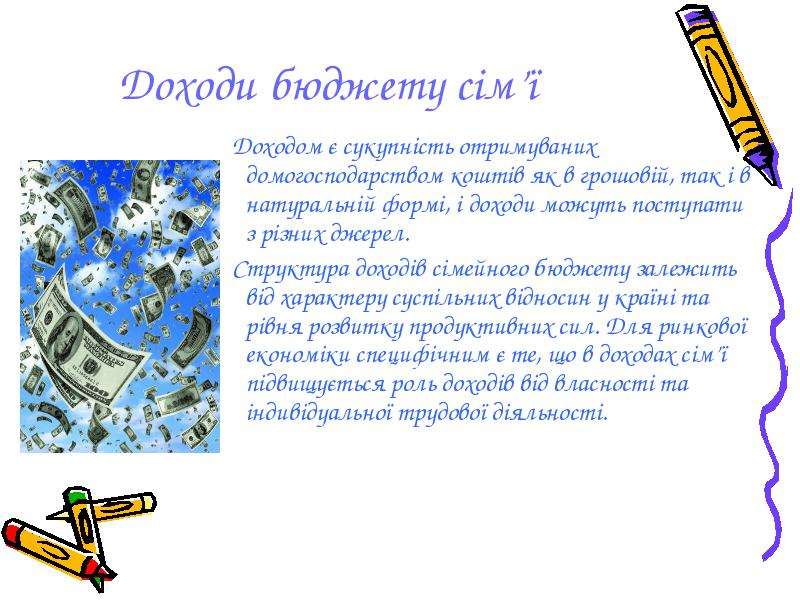 Доходи бюджету сім’ї
Доходом є сукупність отримуваних
домогосподарством коштів як в грошовій, так і в
натуральній формі, і доходи можуть поступати
з різних джерел.
Структура доходів сімейного бюджету залежить
від характеру суспільних відносин у країні та
рівня розвитку продуктивних сил. Для ринкової
економіки специфічним є те, що в доходах сім’ї
підвищується роль доходів від власності та
індивідуальної трудової діяльності.